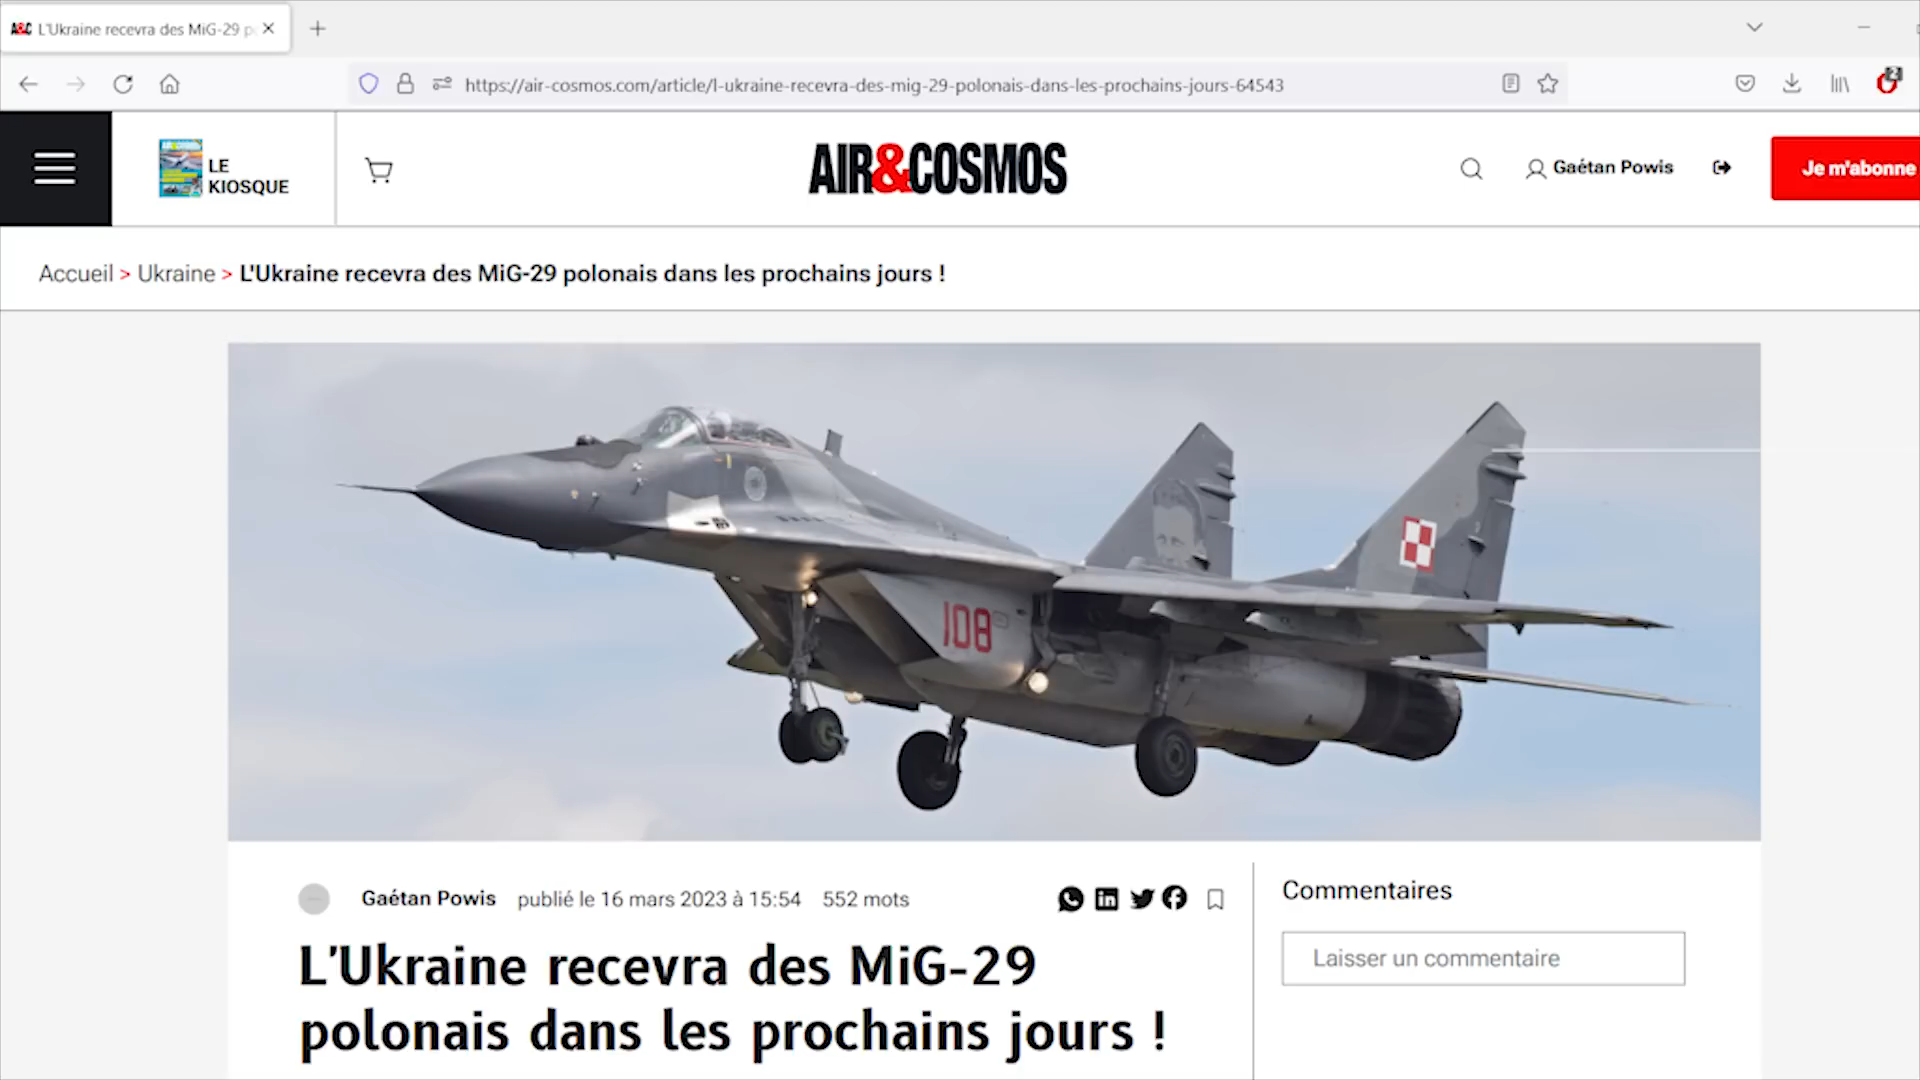 L'Ukraine recevra des MiG-29 p
https://air-cosmos.com/article/l-ukraine-recevra-des-mig-29-polonais-dans-les-prochains-jours-64543
2
LE
KIOSQUE
AIR&COSMOS
Gaétan Powis
Je m'abonne
Accueil > Ukraine > L'Ukraine recevra des MiG-29 polonais dans les prochains jours !
108
Gaétan Powis publié le 16 mars 2023 à 15:54 552 mots
L'Ukraine recevra des MiG-29
polonais dans les prochains jours !
Commentaires
Laisser un commentaire